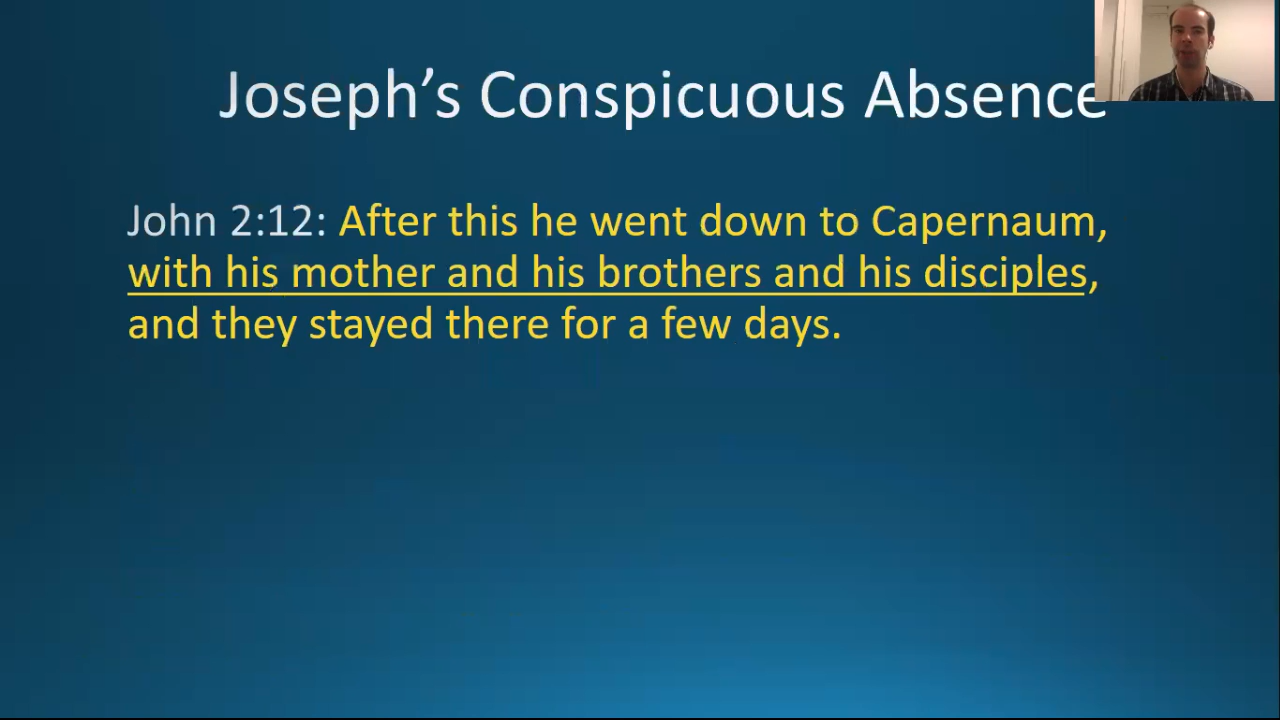 Joseph’s Conspicuous Absence
John 2:12: After this he went down to Capernaum,
with his mother and his brothers and his disciples,
and they stayed there for a few days.